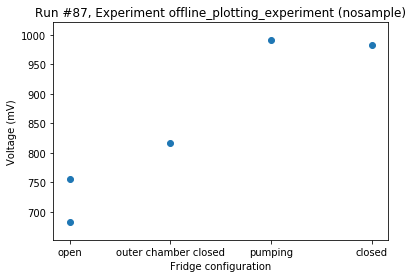 Run #87, Experiment offline_plotting_experiment (nosample)
1000
950
900
850
800
750
700
Voltage (mV)
open
outer chamber closed
pumping
closed
Fridge configuration